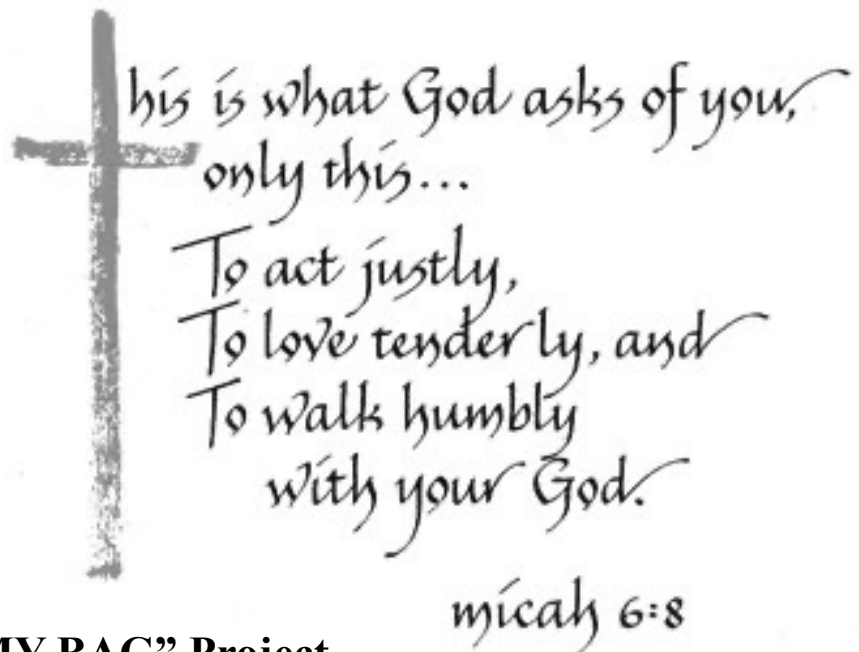 This is what God asks of you,
only this...
To act justly,
To love tenderly, and
To walk humbly
with your God.
micah 6:8
MY BAG” Project